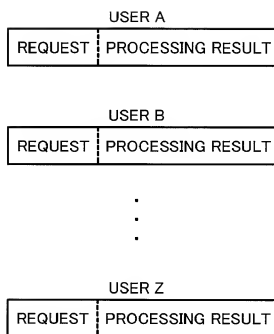 USER A
REQUEST PROCESSING RESULT
USER B
REQUEST PROCESSING RESULT
USER Z
REQUEST PROCESSING RESULT